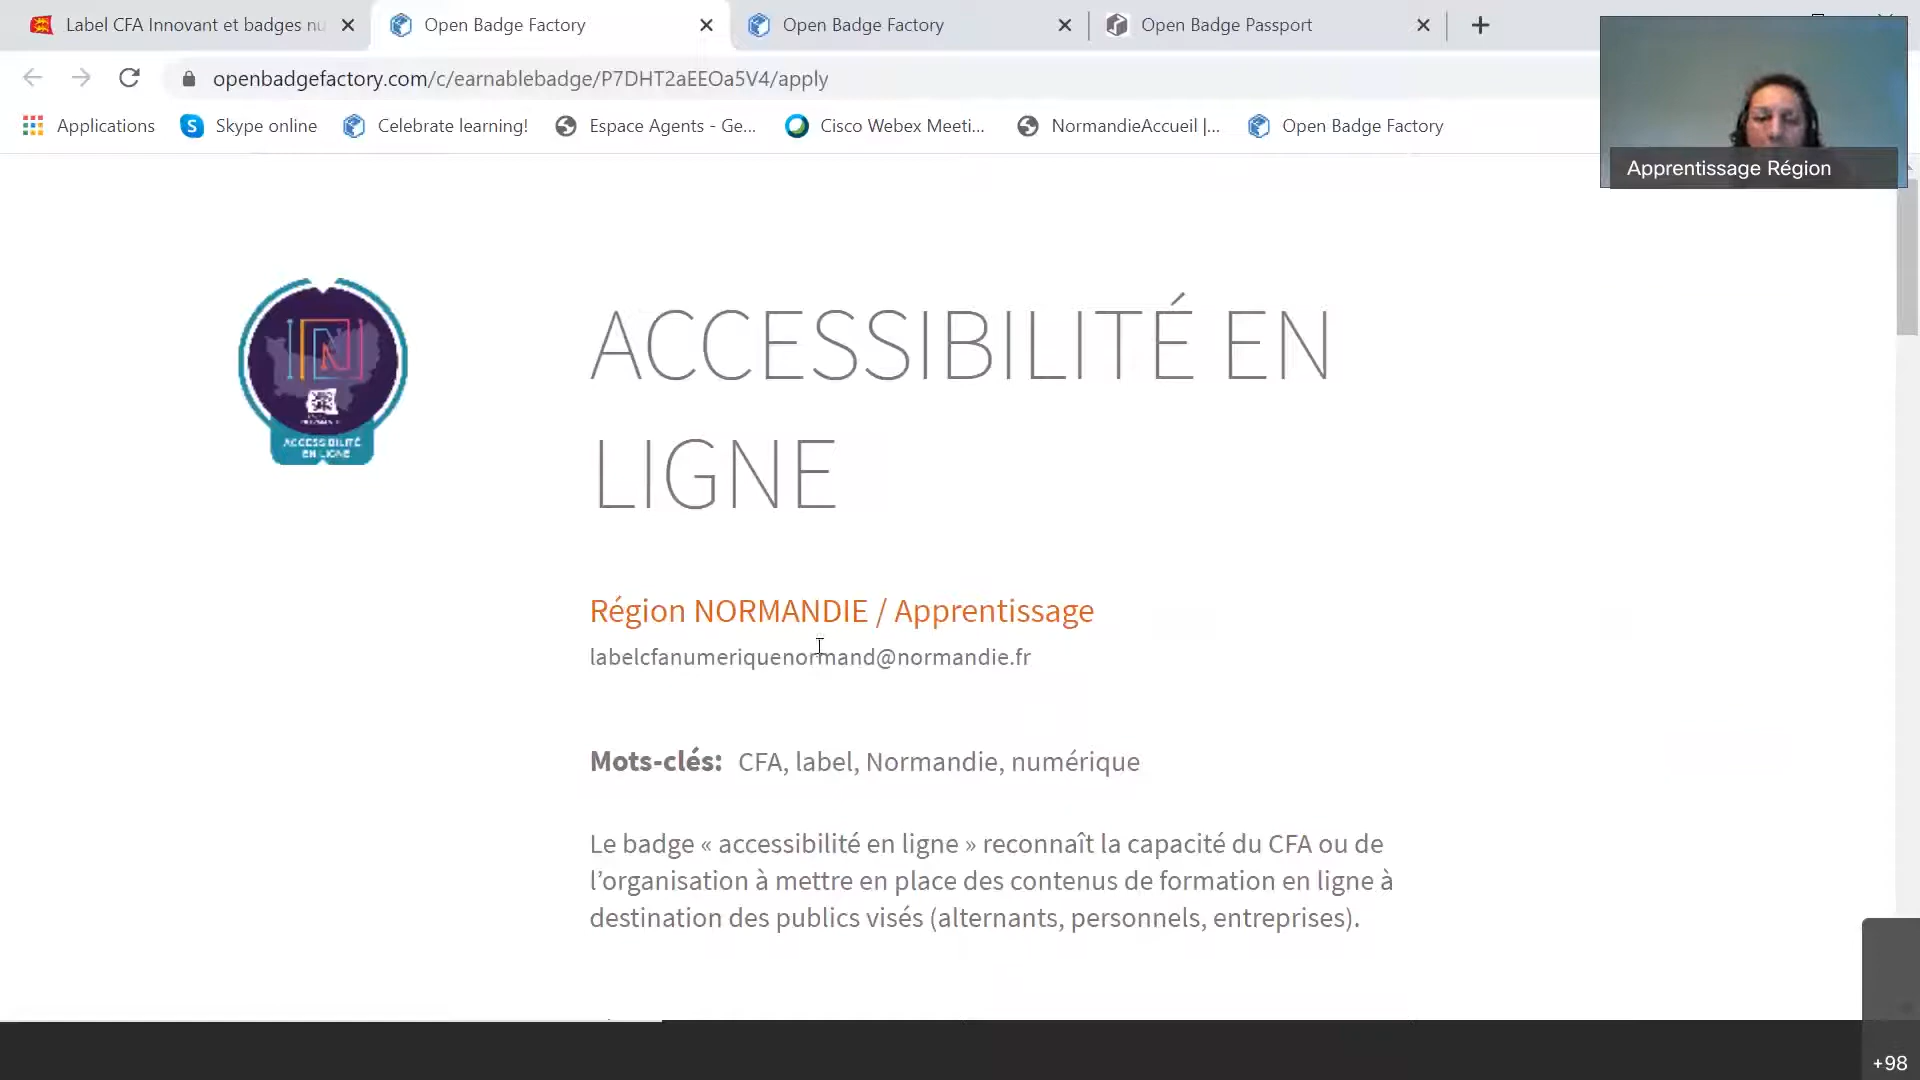 Label CFA Innovant et badges nu
Open Badge Factory
Open Badge Factory
Open Badge Passport
openbadgefactory.com/c/earnablebadge/P7DHT2aEEOa5V4/apply
Applications
Skype online
Celebrate learning!
Espace Agents - Ge...
Cisco Webex Meeti...
NormandieAccueil |...
Open Badge Factory
Apprentissage Région
ACCESSIBILITÉ
EN LIGNE
ACCESSIBILITÉ EN
LIGNE
Région NORMANDIE / Apprentissage
labelcfanumeriquenormand@normandie.fr
Mots-clés: CFA, label, Normandie, numérique
Le badge « accessibilité en ligne » reconnaît la capacité du CFA ou de
l’organisation à mettre en place des contenus de formation en ligne à
destination des publics visés (alternants, personnels, entreprises).
+98